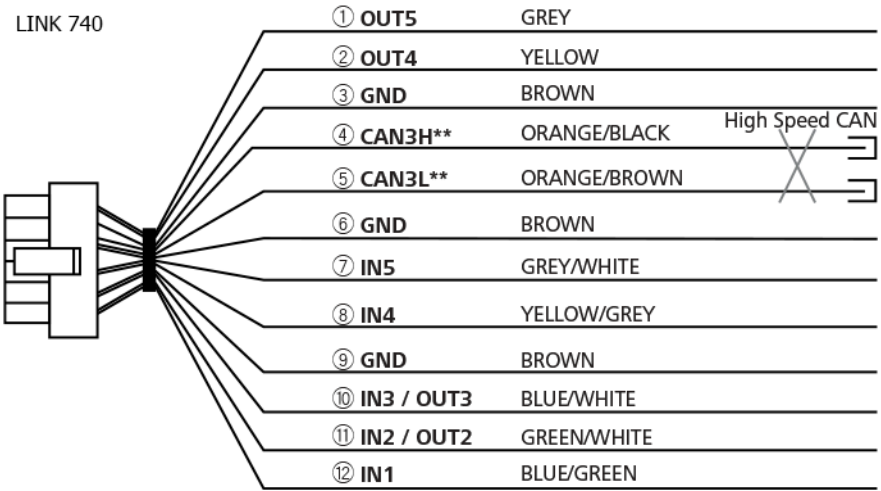 LINK 740
① OUT5 GREY
② OUT4 YELLOW
③ GND BROWN
High Speed CAN
④ CAN3H** ORANGE/BLACK
⑤ CAN3L** ORANGE/BROWN
⑥ GND BROWN
⑦ IN5 GREY/WHITE
⑧ IN4 YELLOW/GREY
⑨ GND BROWN
⑩ IN3 / OUT3 BLUE/WHITE
⑪ IN2 / OUT2 GREEN/WHITE
⑫ IN1 BLUE/GREEN